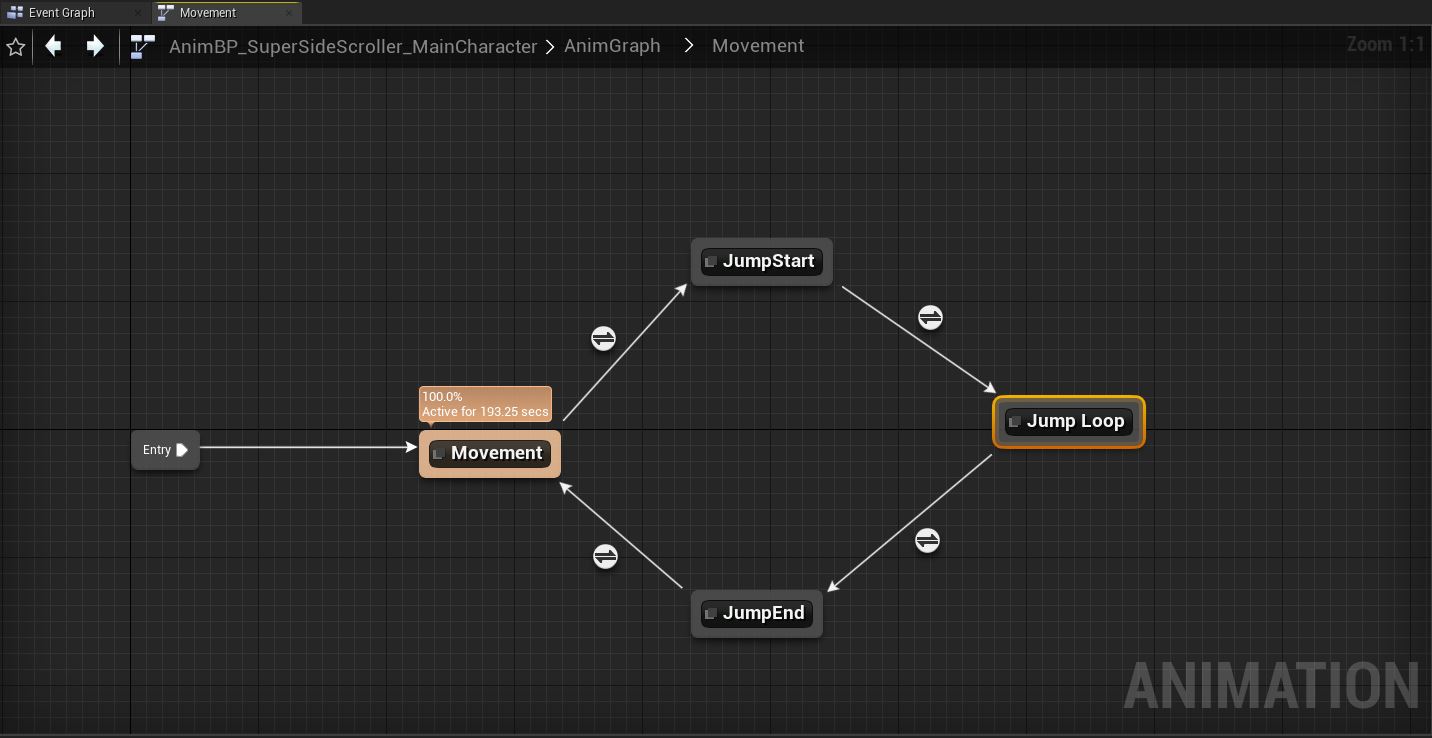 Event Graph
Movement
AnimBP_SuperSideScroller_MainCharacter > AnimGraph > Movement
Zoom 1:1
JumpStart
100.0%
Active for 193.25 secs
Jump Loop
Entry
Movement
JumpEnd
ANIMATION